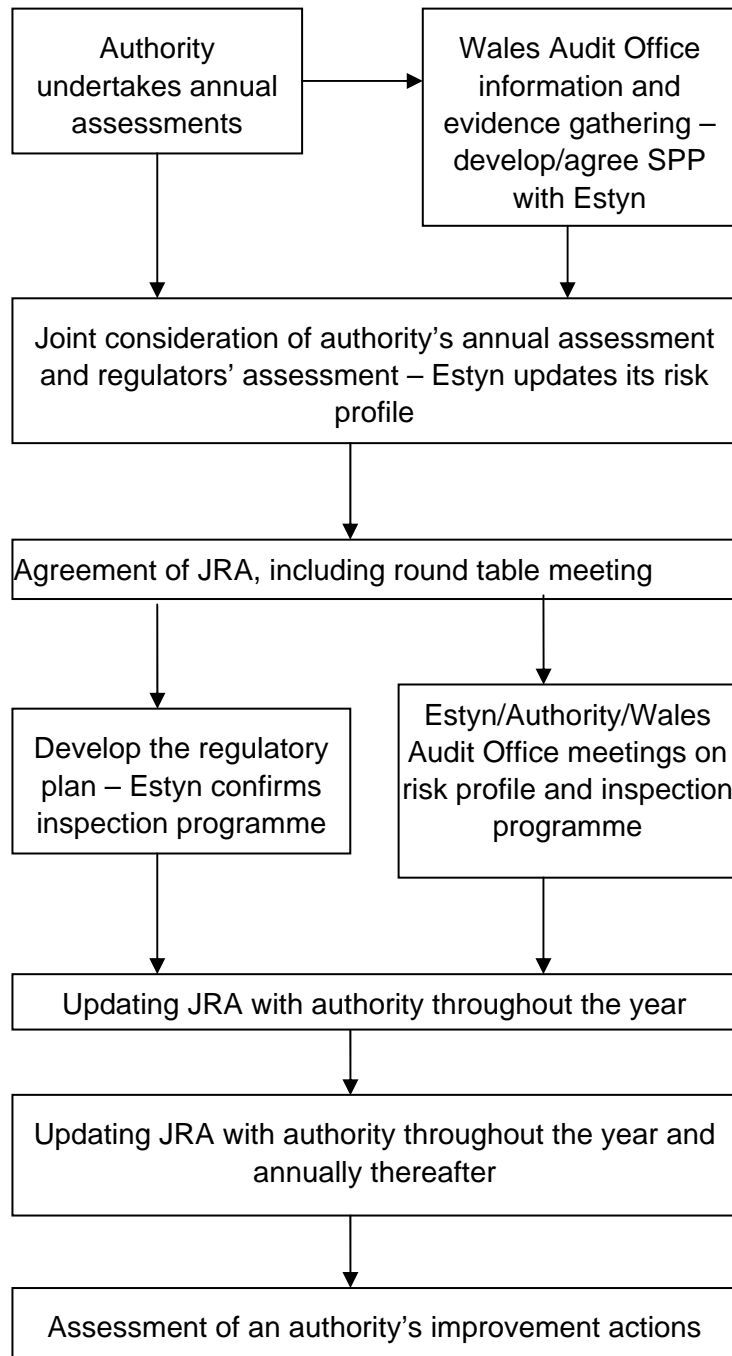 Authority
undertakes annual
assessments
Wales Audit Office
information and
evidence gathering –
develop/agree SPP
with Estyn
Joint consideration of authority’s annual assessment
and regulators’ assessment – Estyn updates its risk
profile
Agreement of JRA, including round table meeting
Develop the regulatory
plan – Estyn confirms
inspection programme
Estyn/Authority/Wales
Audit Office meetings on
risk profile and inspection
programme
Updating JRA with authority throughout the year
Updating JRA with authority throughout the year and
annually thereafter
Assessment of an authority’s improvement actions